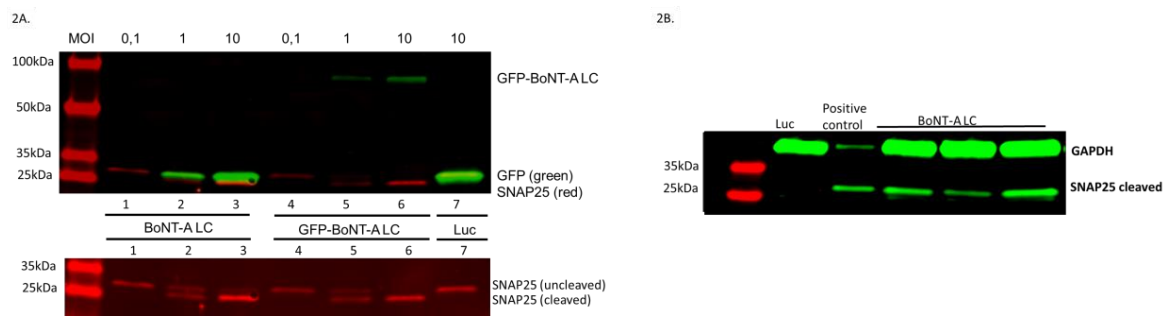 2A.
MOI 0,1 1 10 0,1 1 10 10
100kDa
GFP-BoNT-A LC
50kDa
35kDa
25kDa
GFP (green)
SNAP25 (red)
1 2 3 4 5 6 7
BoNT-A LC GFP-BoNT-A LC Luc
1 2 3 4 5 6 7
35kDa
25kDa
SNAP25 (uncleaved)
SNAP25 (cleaved)
2B.
Luc
Positive
control
BoNT-A LC
GAPDH
35kDa
25kDa
SNAP25 cleaved